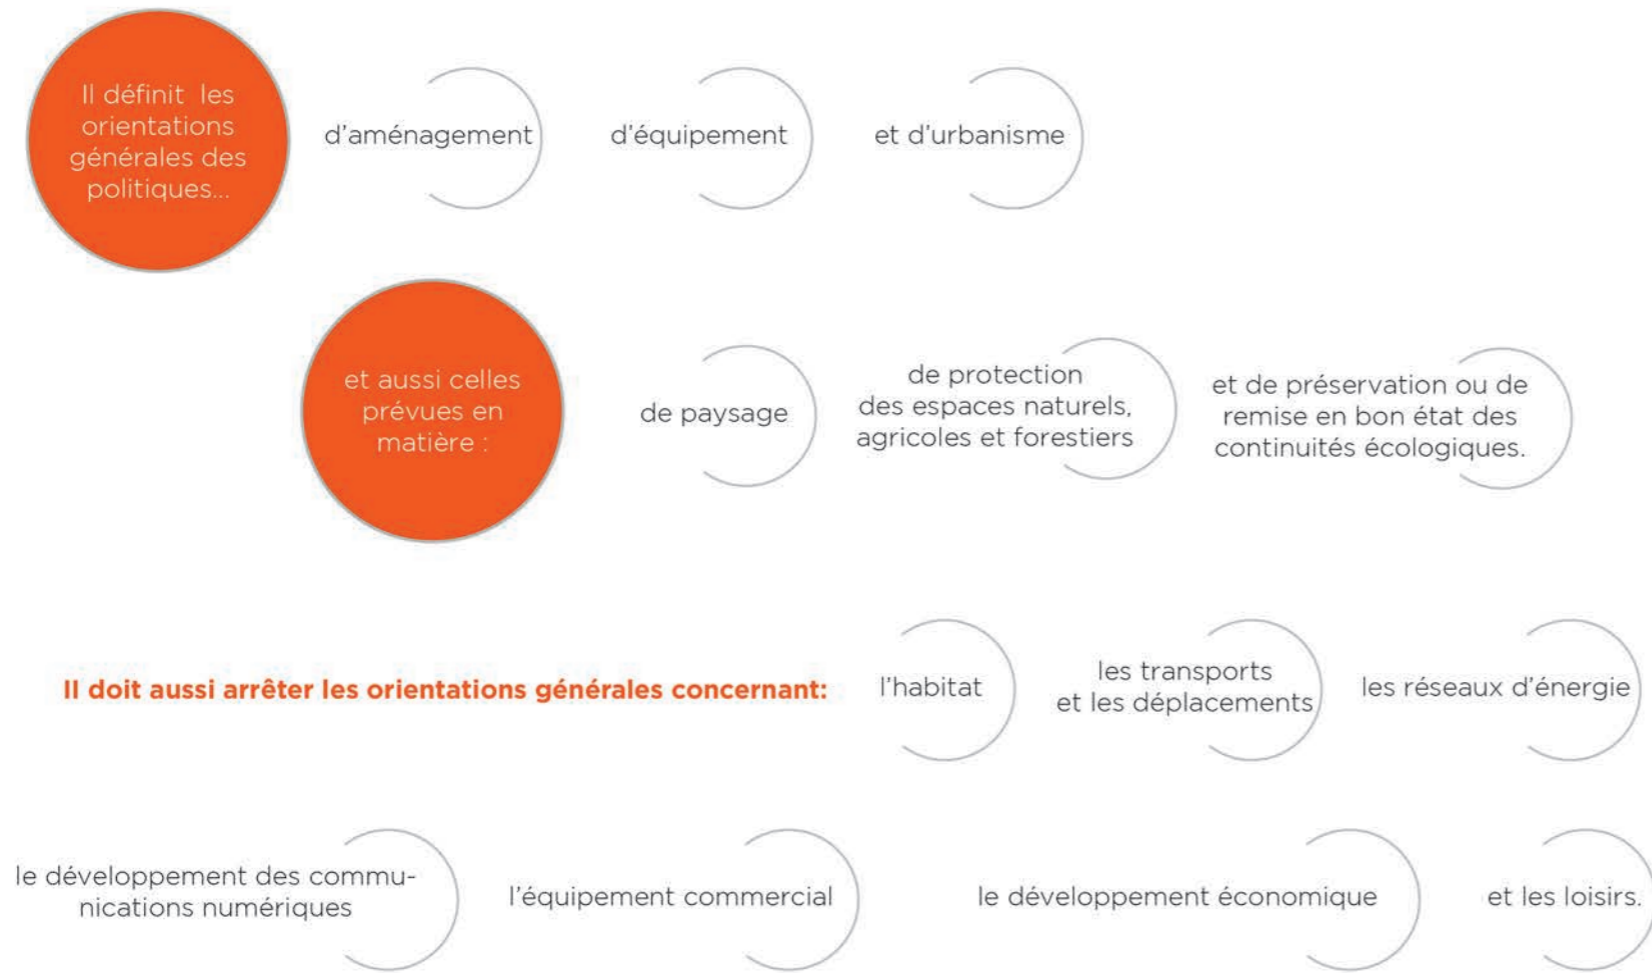 Il définit les
orientations
générales des
politiques...
d'aménagement
d'équipement
et d'urbanisme
et aussi celles
prévues en
matière :
de paysage
de protection
des espaces naturels,
agricoles et forestiers
et de préservation ou de
remise en bon état des
continuités écologiques.
Il doit aussi arrêter les orientations générales concernant:
l'habitat
les transports
et les déplacements
les réseaux d'énergie
le développement des commu-
nications numériques
l'équipement commercial
le développement économique
et les loisirs.